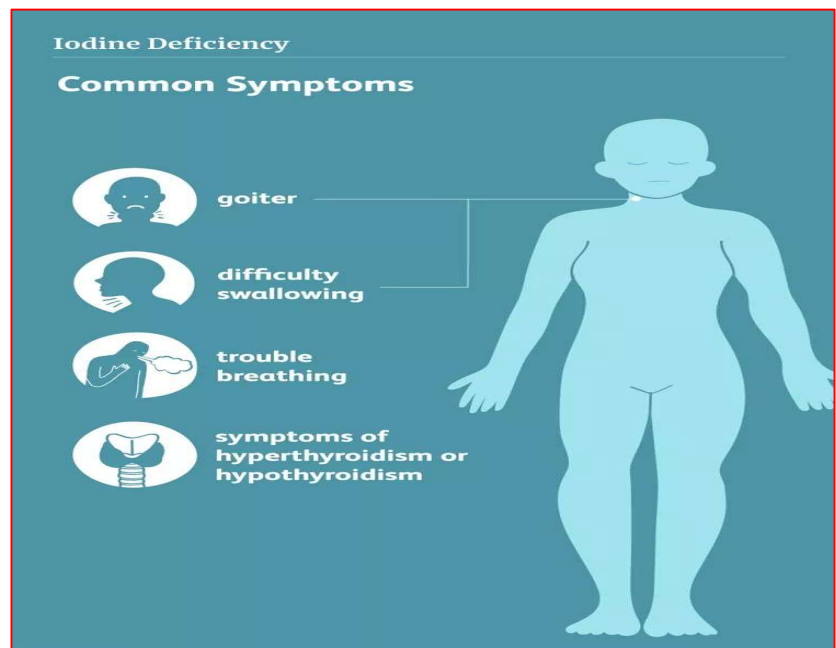 Iodine Deficiency
Common Symptoms
goiter
difficulty
swallowing
trouble
breathing
symptoms of
hyperthyroidism or
hypothyroidism